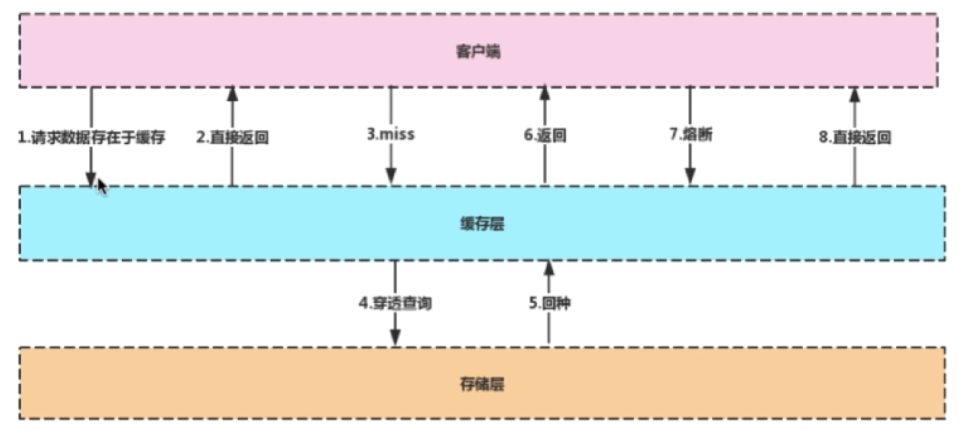 客户端
1.请求数据存在于缓存
2.直接返回
3.miss
6.返回
7.熔断
8.直接返回
缓存层
4.穿透查询
5.回种
存储层